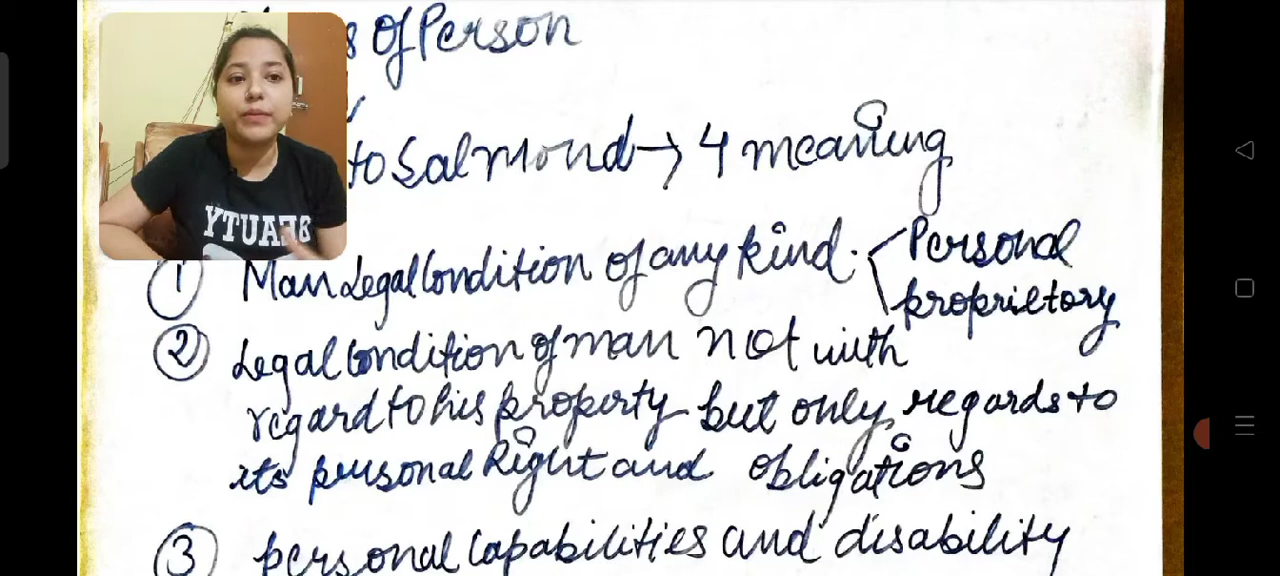 of Person
to Salmond → 4 meaning
① Man Legal Condition of any kind. Personal
proprietory
② Legal Condition of man not with
regard to his property but only regards to
its personal Right and obligations
③ personal Capabilities and disability
BEAUTY